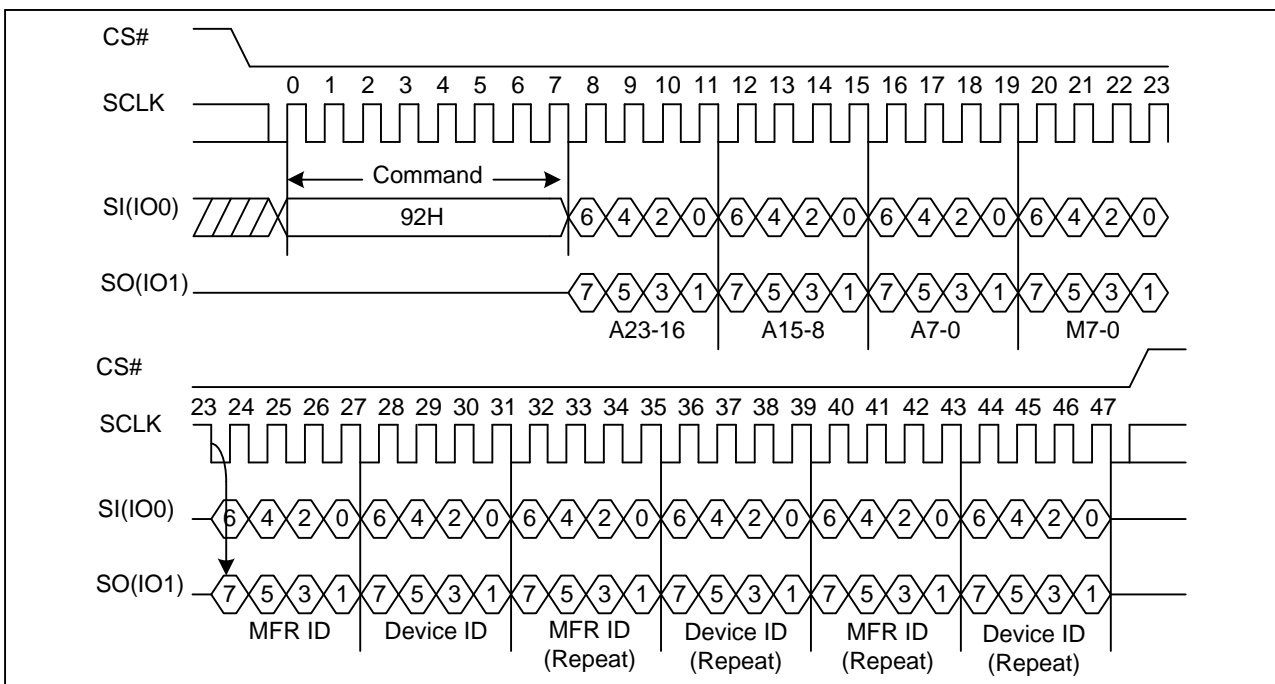 CS#
0 1 2 3 4 5 6 7 8 9 10 11 12 13 14 15 16 17 18 19 20 21 22 23
SCLK
Command
SI(IO0) 92H 6 4 2 0 6 4 2 0 6 4 2 0 6 4 2 0
SO(IO1) 7 5 3 1 7 5 3 1 7 5 3 1 7 5 3 1
A23-16 A15-8 A7-0 M7-0
CS#
23 24 25 26 27 28 29 30 31 32 33 34 35 36 37 38 39 40 41 42 43 44 45 46 47
SCLK
SI(IO0) 6 4 2 0 6 4 2 0 6 4 2 0 6 4 2 0 6 4 2 0 6 4 2 0
SO(IO1) 7 5 3 1 7 5 3 1 7 5 3 1 7 5 3 1 7 5 3 1 7 5 3 1
MFR ID Device ID MFR ID Device ID MFR ID Device ID
(Repeat) (Repeat) (Repeat) (Repeat)